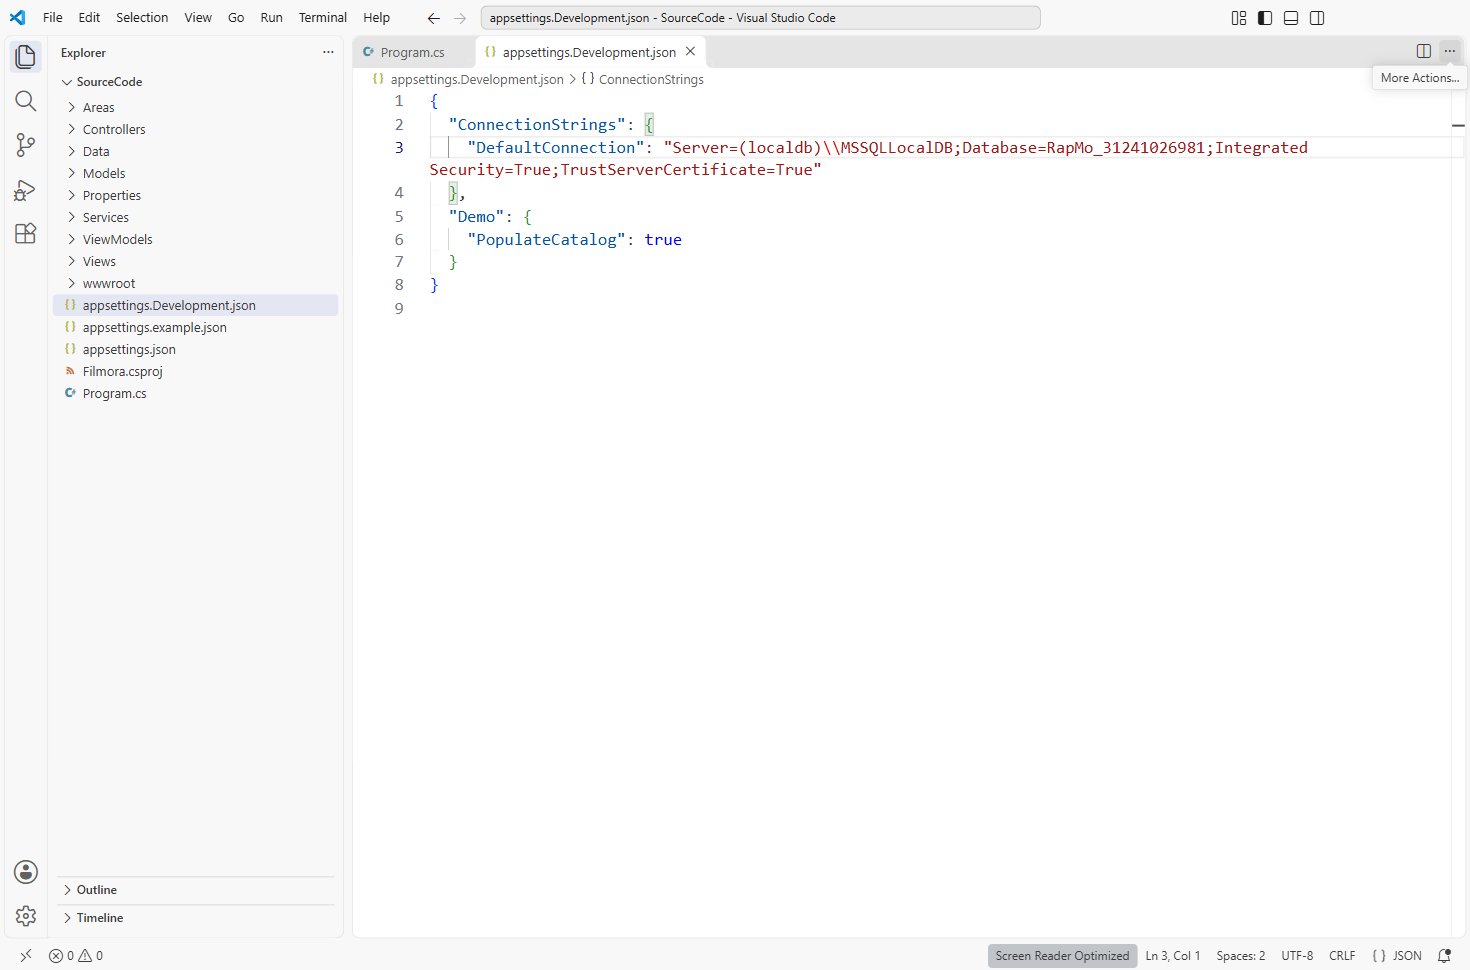 File Edit Selection View Go Run Terminal Help
appsettings.Development.json - SourceCode - Visual Studio Code
Explorer
SourceCode
Areas
Controllers
Data
Models
Properties
Services
ViewModels
Views
wwwroot
appsettings.Development.json
appsettings.example.json
appsettings.json
Filmora.csproj
Program.cs
Outline
Timeline
Program.cs
appsettings.Development.json
More Actions...
{} appsettings.Development.json > {} ConnectionStrings
1 {
2 "ConnectionStrings": {
3 "DefaultConnection": "Server=(localdb)\\MSSQLLocalDB;Database=RapMo_31241026981;Integrated
Security=True;TrustServerCertificate=True"
4 },
5 "Demo": {
6 "PopulateCatalog": true
7 }
8 }
9
0 0
Screen Reader Optimized Ln 3, Col 1 Spaces: 2 UTF-8 CRLF {} JSON